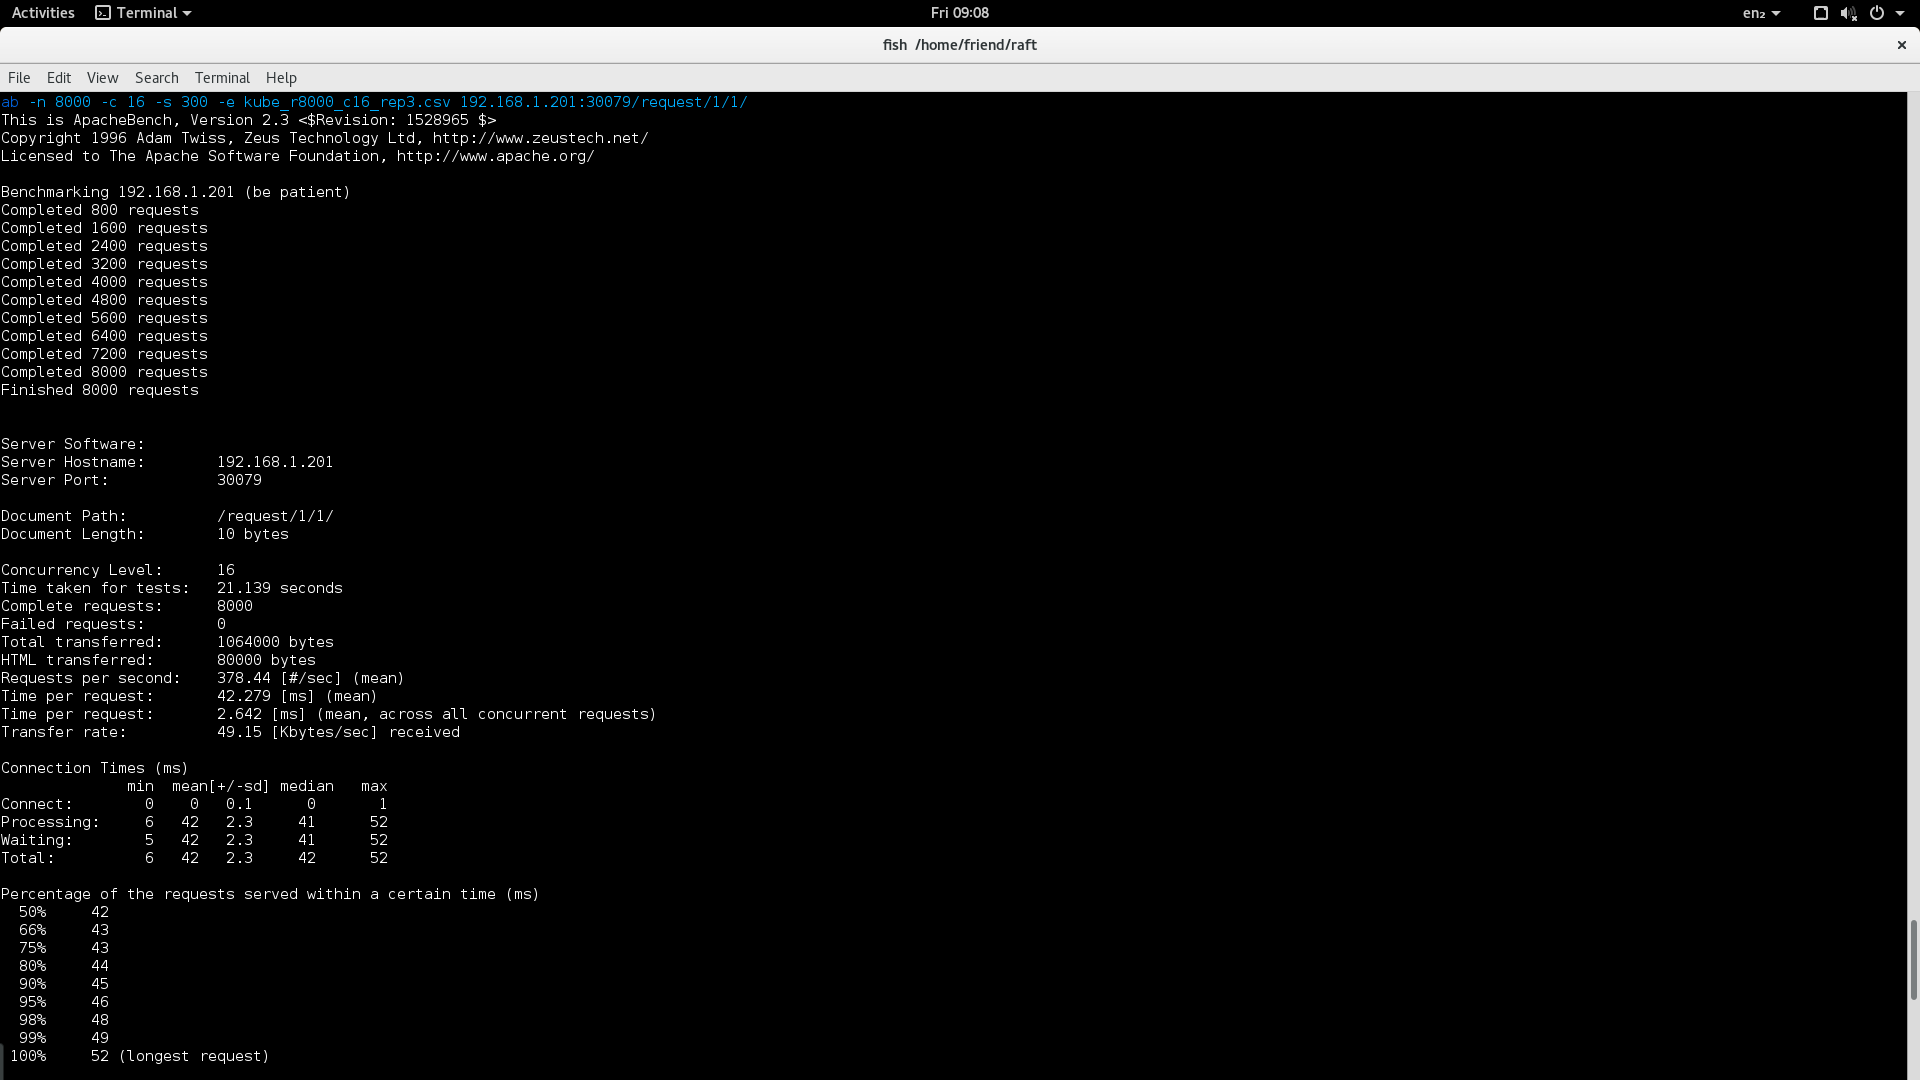 Activities Terminal Fri 09:08 en₂
fish /home/friend/raft ×
File Edit View Search Terminal Help
ab -n 8000 -c 16 -s 300 -e kube_r8000_c16_rep3.csv 192.168.1.201:30079/request/1/1/
This is ApacheBench, Version 2.3 <$Revision: 1528965 $>
Copyright 1996 Adam Twiss, Zeus Technology Ltd, http://www.zeustech.net/
Licensed to The Apache Software Foundation, http://www.apache.org/

Benchmarking 192.168.1.201 (be patient)
Completed 800 requests
Completed 1600 requests
Completed 2400 requests
Completed 3200 requests
Completed 4000 requests
Completed 4800 requests
Completed 5600 requests
Completed 6400 requests
Completed 7200 requests
Completed 8000 requests
Finished 8000 requests

Server Software:
Server Hostname:        192.168.1.201
Server Port:            30079

Document Path:          /request/1/1/
Document Length:        10 bytes

Concurrency Level:      16
Time taken for tests:   21.139 seconds
Complete requests:      8000
Failed requests:        0
Total transferred:      1064000 bytes
HTML transferred:       80000 bytes
Requests per second:    378.44 [#/sec] (mean)
Time per request:       42.279 [ms] (mean)
Time per request:       2.642 [ms] (mean, across all concurrent requests)
Transfer rate:          49.15 [Kbytes/sec] received

Connection Times (ms)
              min  mean[+/-sd] median   max
Connect:        0    0   0.1      0       1
Processing:     6   42   2.3     41      52
Waiting:        5   42   2.3     41      52
Total:          6   42   2.3     42      52

Percentage of the requests served within a certain time (ms)
  50%     42
  66%     43
  75%     43
  80%     44
  90%     45
  95%     46
  98%     48
  99%     49
 100%     52 (longest request)